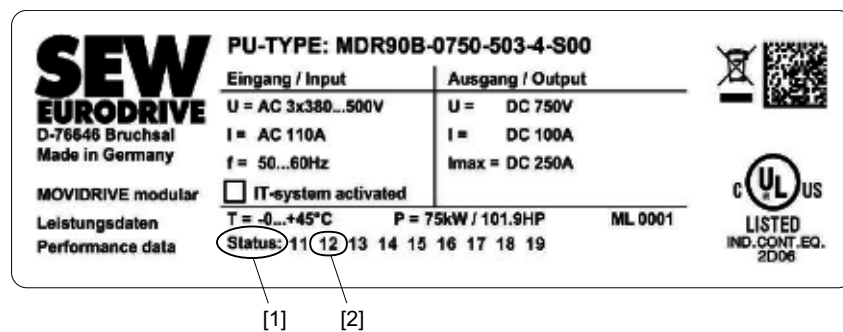 SEW
EURODRIVE
D-76646 Bruchsal
Made in Germany
MOVIDRIVE modular
Leistungsdaten
Performance data
PU-TYPE: MDR90B-0750-503-4-S00
Eingang / Input
U = AC 3x380...500V
I = AC 110A
f = 50...60Hz
IT-system activated
Ausgang / Output
U = DC 750V
I = DC 100A
Imax = DC 250A
T = -0...+45°C P = 75kW / 101.9HP ML 0001
Status: 11 12 13 14 15 16 17 18 19
C UL US
LISTED
IND.CONT.EQ.
2D06
[1] [2]